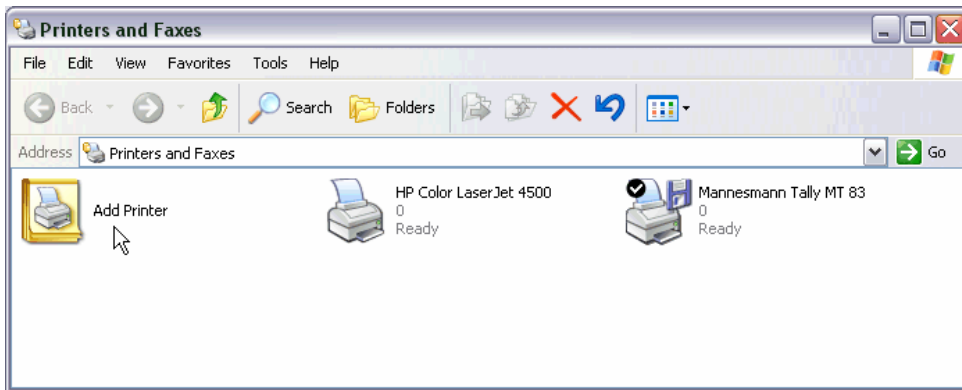 Printers and Faxes
File Edit View Favorites Tools Help
Back Search Folders
Address Printers and Faxes Go
Add Printer
HP Color LaserJet 4500
0
Ready
Mannesmann Tally MT 83
0
Ready